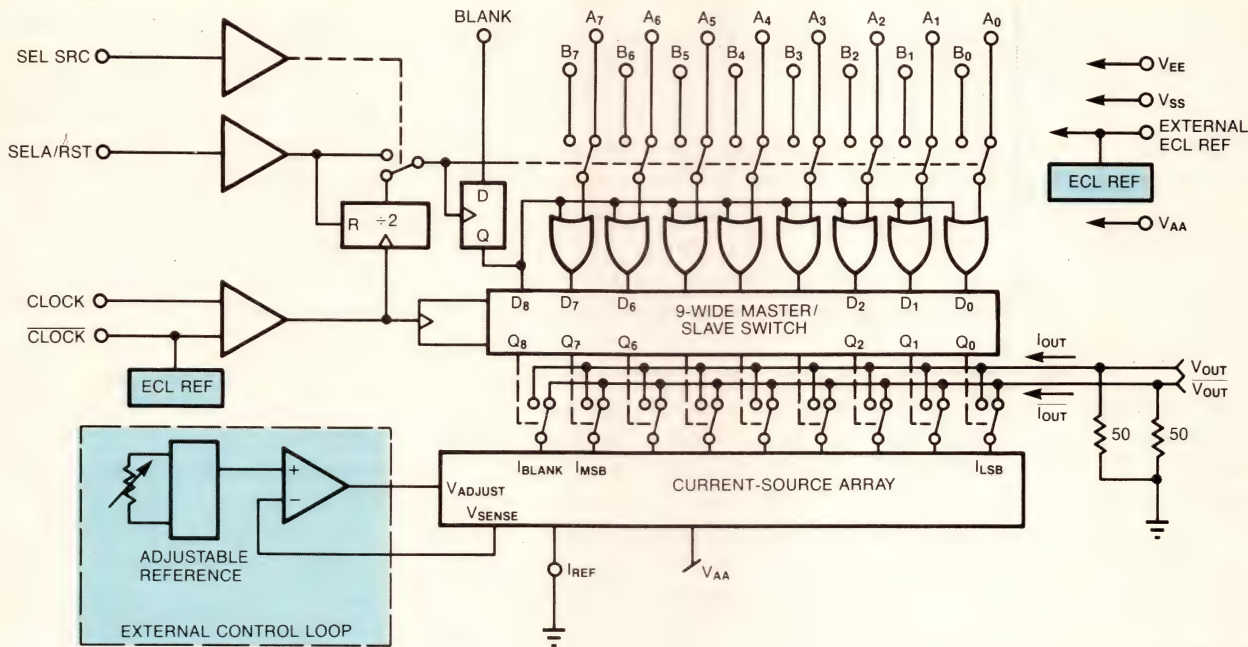 BLANK
A7 A6 A5 A4 A3 A2 A1 A0
B7 B6 B5 B4 B3 B2 B1 B0
SEL SRC
VEE
VSS
SELA/RST
EXTERNAL
ECL REF
ECL REF
D
Q
R ÷2
VAA
CLOCK
CLOCK
ECL REF
D8 D7 D6 D2 D1 D0
9-WIDE MASTER/
SLAVE SWITCH
Q8 Q7 Q6 Q2 Q1 Q0
IOUT
VOUT
VOUT
IOUT
50 50
IBLANK IMSB ILSB
+
−
VADJUST
CURRENT-SOURCE ARRAY
VSENSE
ADJUSTABLE
REFERENCE
IREF
VAA
EXTERNAL CONTROL LOOP